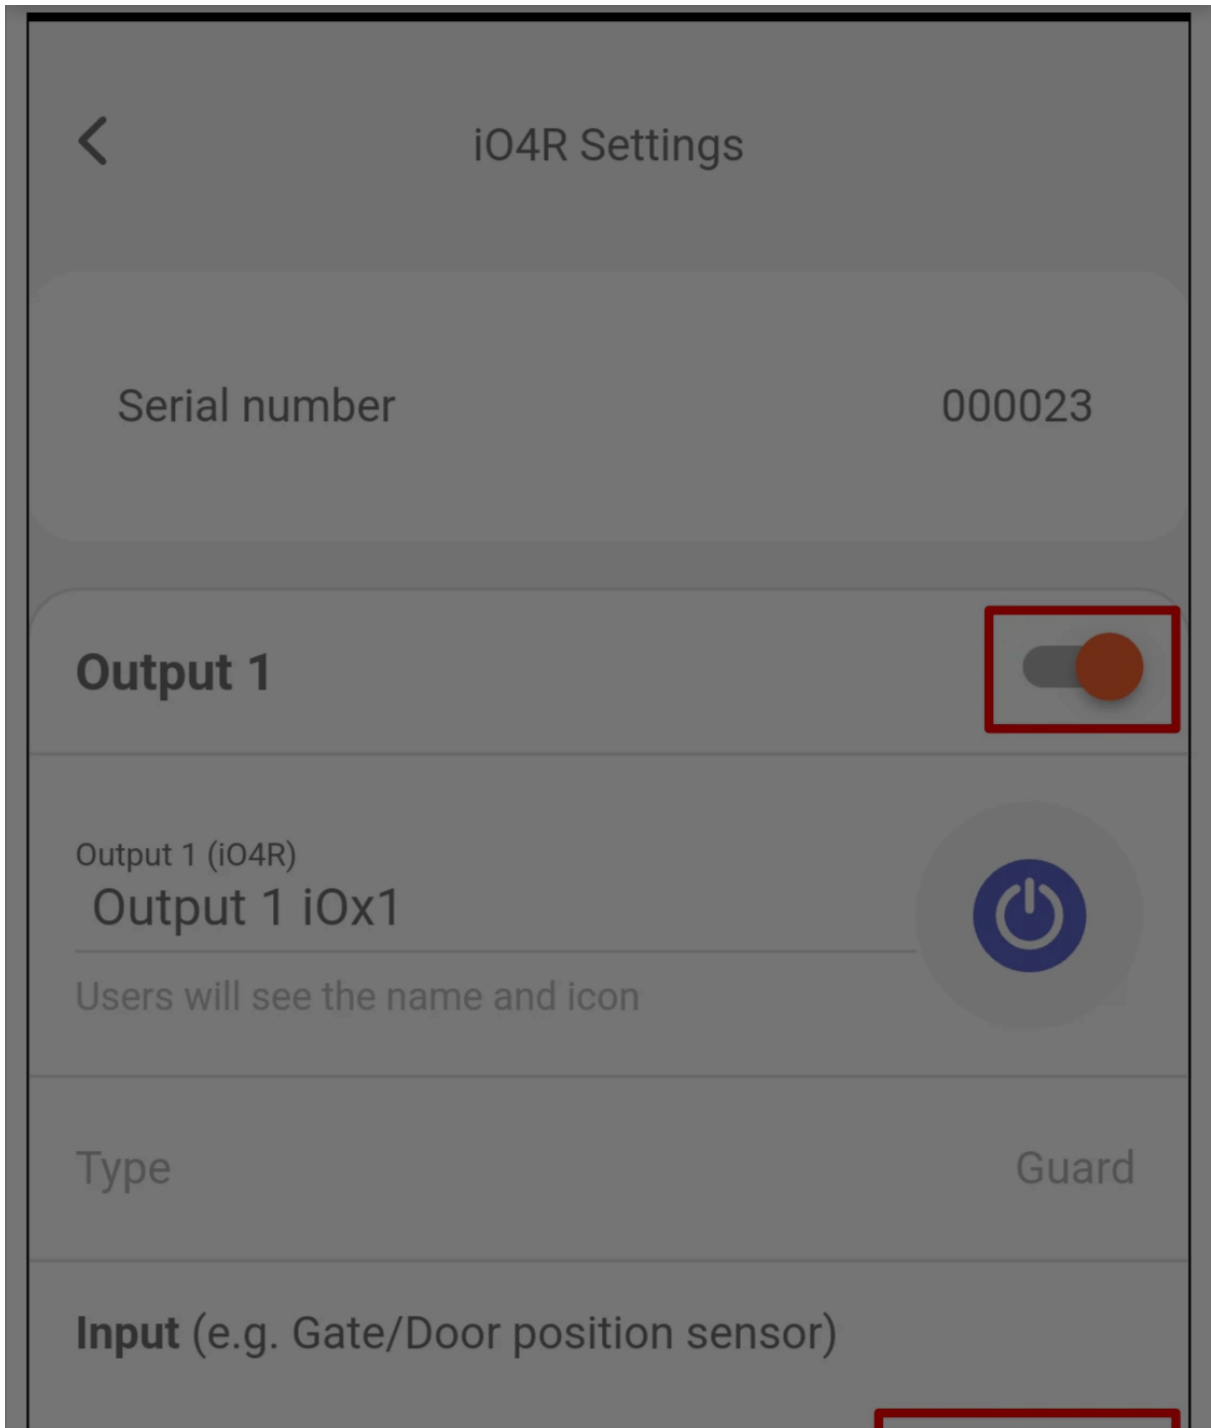 iO4R Settings
Serial number 000023
Output 1
Output 1 (iO4R)
Output 1 iOx1
Users will see the name and icon
Type Guard
Input (e.g. Gate/Door position sensor)